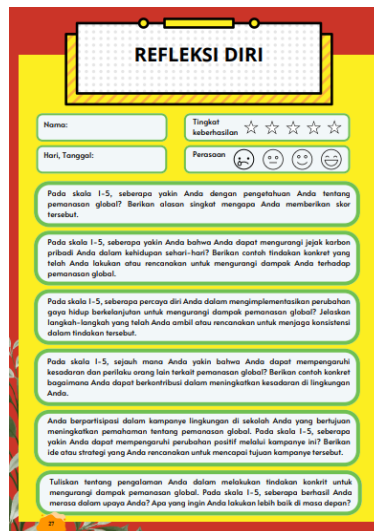 REFLEKSI DIRI
Nama:
Tingkat
keberhasilan
Hari, Tanggal:
Perasaan
Pada skala 1-5, seberapa yakin Anda dengan pengetahuan Anda tentang
pemanasan global? Berikan alasan singkat mengapa Anda memberikan skor
tersebut.
Pada skala 1-5, seberapa yakin Anda bahwa Anda dapat mengurangi jejak karbon
pribadi Anda dalam kehidupan sehari-hari? Berikan contoh tindakan konkret yang
telah Anda lakukan atau rencanakan untuk mengurangi dampak Anda terhadap
pemanasan global.
Pada skala 1-5, seberapa percaya diri Anda dalam mengimplementasikan perubahan
gaya hidup berkelanjutan untuk mengurangi dampak pemanasan global? Jelaskan
langkah-langkah yang telah Anda ambil atau rencanakan untuk menjaga konsistensi
dalam tindakan tersebut.
Pada skala 1-5, sejauh mana Anda yakin bahwa Anda dapat mempengaruhi
kesadaran dan perilaku orang lain terkait pemanasan global? Berikan contoh konkret
bagaimana Anda dapat berkontribusi dalam meningkatkan kesadaran di lingkungan
Anda.
Anda berpartisipasi dalam kampanye lingkungan di sekolah Anda yang bertujuan
meningkatkan pemahaman tentang pemanasan global. Pada skala 1-5, seberapa
yakin Anda dapat mempengaruhi perubahan positif melalui kampanye ini? Berikan
ide atau strategi yang Anda rencanakan untuk mencapai tujuan kampanye tersebut.
Tuliskan tentang pengalaman Anda dalam melakukan tindakan konkrit untuk
mengurangi dampak pemanasan global. Pada skala 1-5, seberapa berhasil Anda
merasa dalam upaya Anda? Apa yang ingin Anda lakukan lebih baik di masa depan?
27